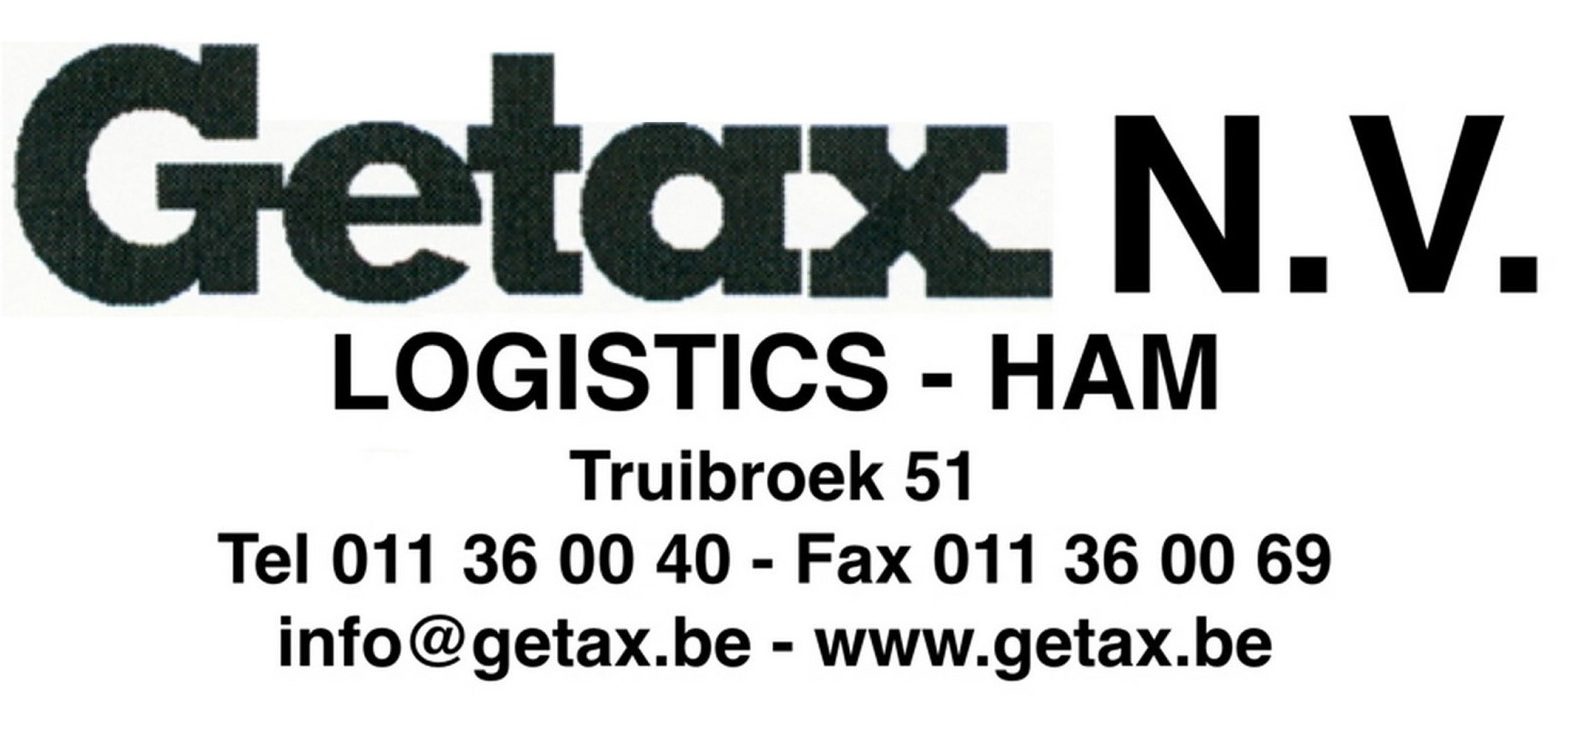 Getax N.V.
LOGISTICS - HAM
Truibroek 51
Tel 011 36 00 40 - Fax 011 36 00 69
info@getax.be - www.getax.be